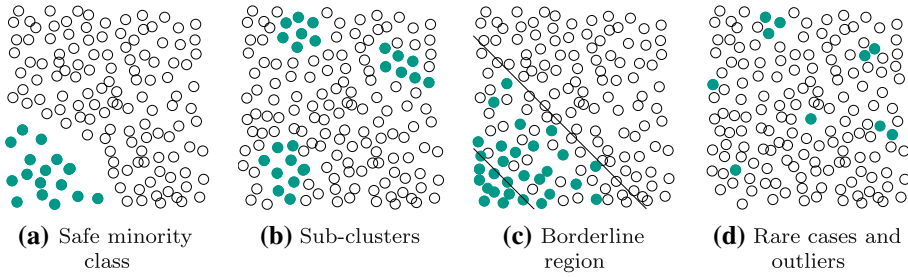 (a) Safe minority
class
(b) Sub-clusters
(c) Borderline
region
(d) Rare cases and
outliers